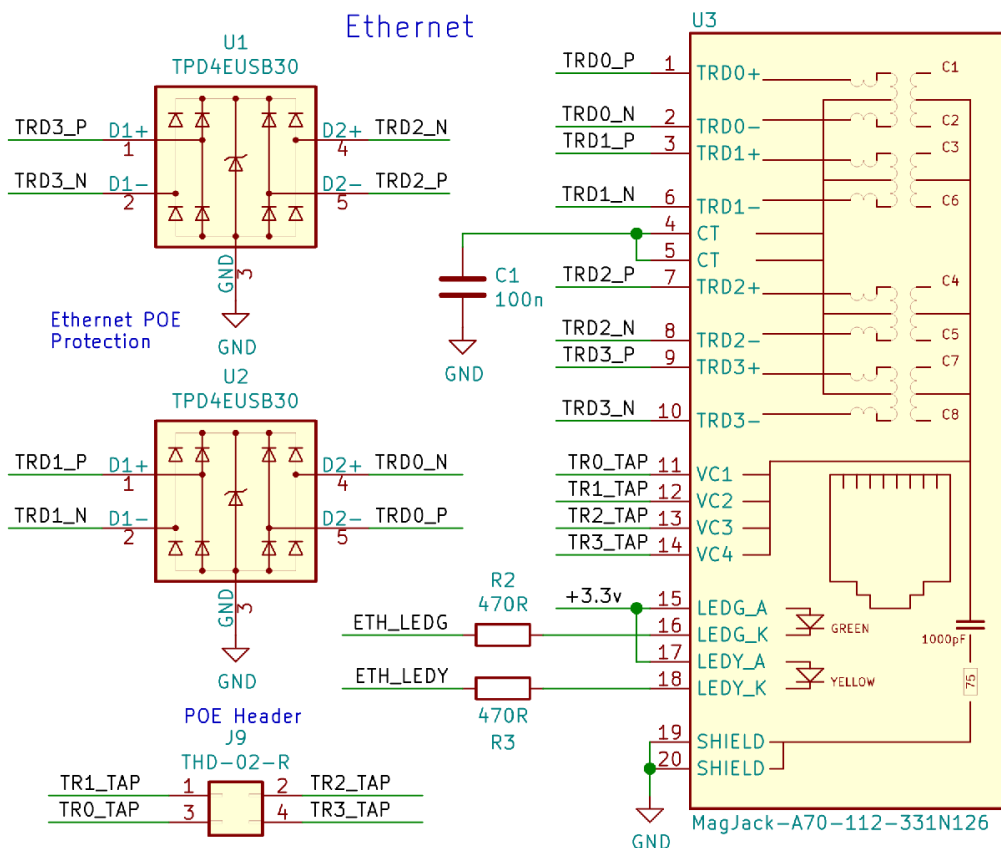 Ethernet
U1
TPD4EUSB30
TRD3_P
D1+
1
D2+
4
TRD2_N
TRD3_N
D1-
2
D2-
5
TRD2_P
GND
3
GND
Ethernet POE
Protection
U2
TPD4EUSB30
TRD1_P
D1+
1
D2+
4
TRD0_N
TRD1_N
D1-
2
D2-
5
TRD0_P
GND
3
GND
POE Header
J9
THD-02-R
TR1_TAP
1
2
TR2_TAP
TR0_TAP
3
4
TR3_TAP
C1
100n
GND
R2
470R
ETH_LEDG
ETH_LEDY
470R
R3
+3.3v
U3
TRD0_P
1
TRD0+
TRD0_N
2
TRD0-
TRD1_P
3
TRD1+
TRD1_N
6
TRD1-
4
CT
5
CT
TRD2_P
7
TRD2+
TRD2_N
8
TRD2-
TRD3_P
9
TRD3+
TRD3_N
10
TRD3-
TR0_TAP
11
VC1
TR1_TAP
12
VC2
TR2_TAP
13
VC3
TR3_TAP
14
VC4
15
LEDG_A
16
LEDG_K
17
LEDY_A
18
LEDY_K
19
SHIELD
20
SHIELD
GND
C1
C2
C3
C6
C4
C5
C7
C8
GREEN
YELLOW
1000pF
75
MagJack-A70-112-331N126